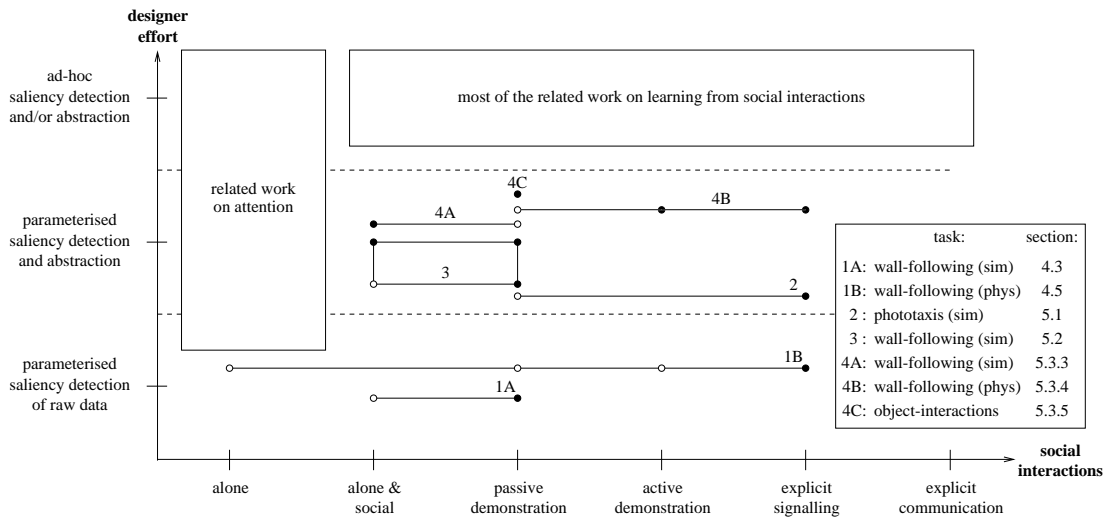 designer
effort
ad-hoc
saliency detection
and/or abstraction
most of the related work on learning from social interactions
related work
on attention
4C
4A
4B
parameterised
saliency detection
and abstraction
3
2
task: section:
1A: wall-following (sim) 4.3
1B: wall-following (phys) 4.5
2 : phototaxis (sim) 5.1
3 : wall-following (sim) 5.2
4A: wall-following (sim) 5.3.3
4B: wall-following (phys) 5.3.4
4C: object-interactions 5.3.5
parameterised
saliency detection
of raw data
1B
1A
social
interactions
alone
alone &
social
passive
demonstration
active
demonstration
explicit
signalling
explicit
communication